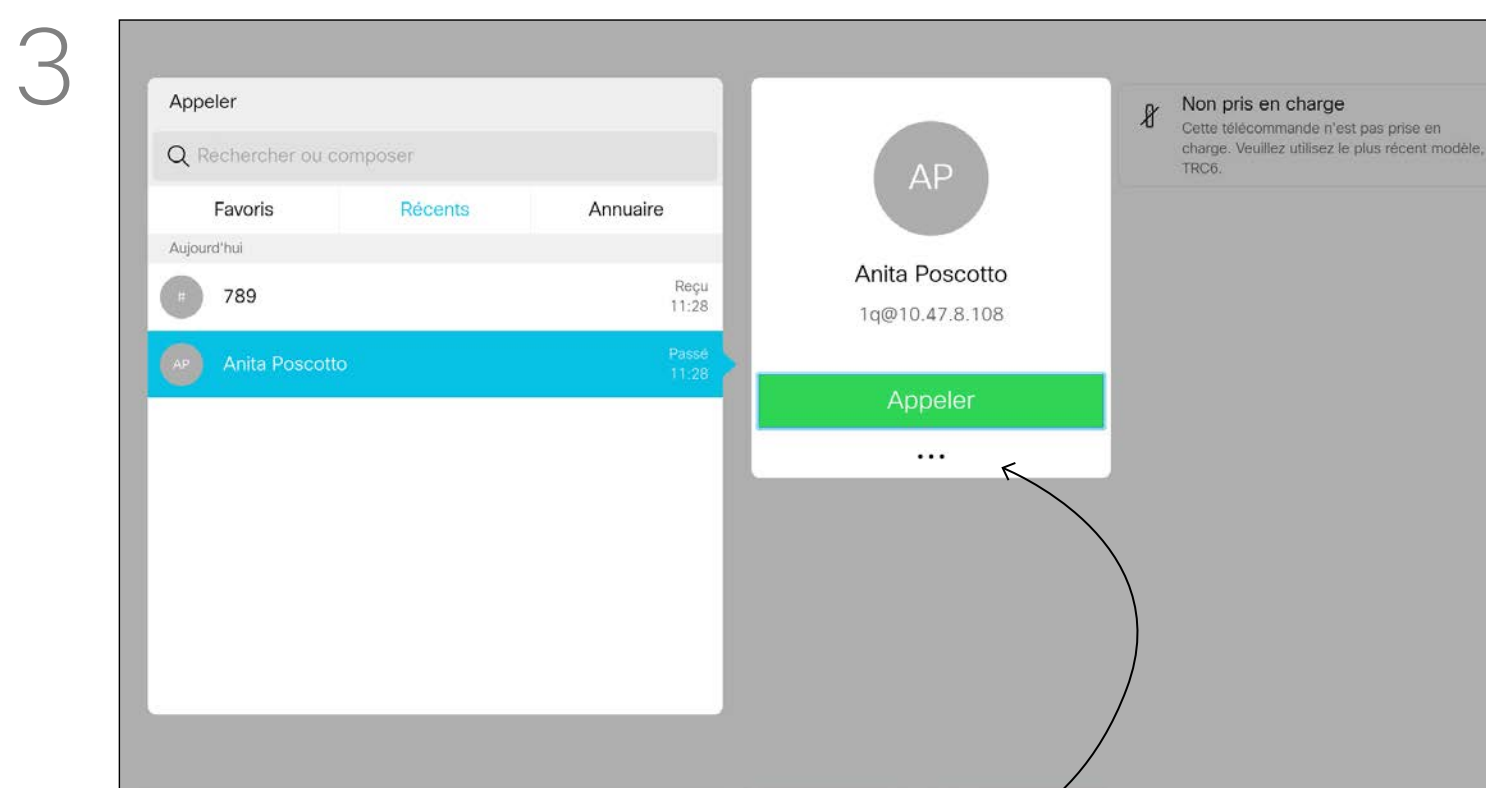 3
Appeler
Rechercher ou composer
Favoris Récents Annuaire
Aujourd'hui
# 789 Reçu
11:28
AP Anita Poscotto Passé
11:28
AP
Anita Poscotto
1q@10.47.8.108
Appeler
...
Non pris en charge
Cette télécommande n'est pas prise en
charge. Veuillez utilisez le plus récent modèle,
TRC6.